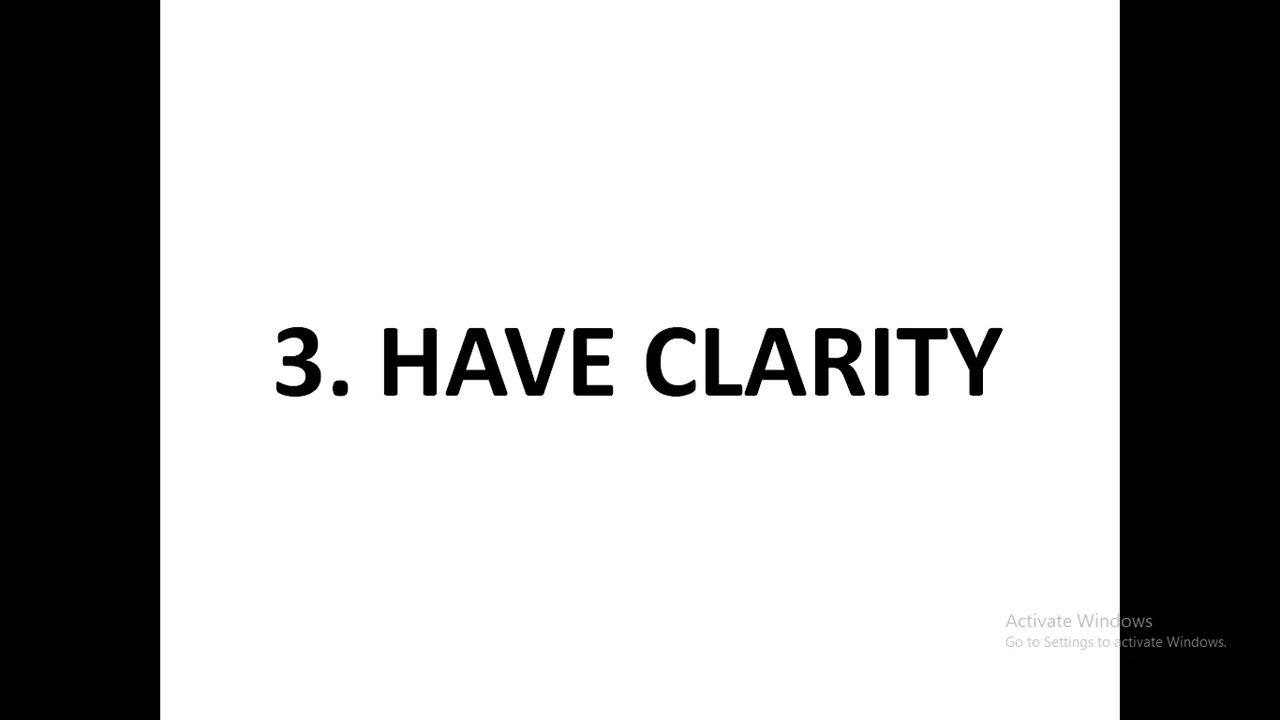 3. HAVE CLARITY
Activate Windows
Go to Settings to activate Windows.